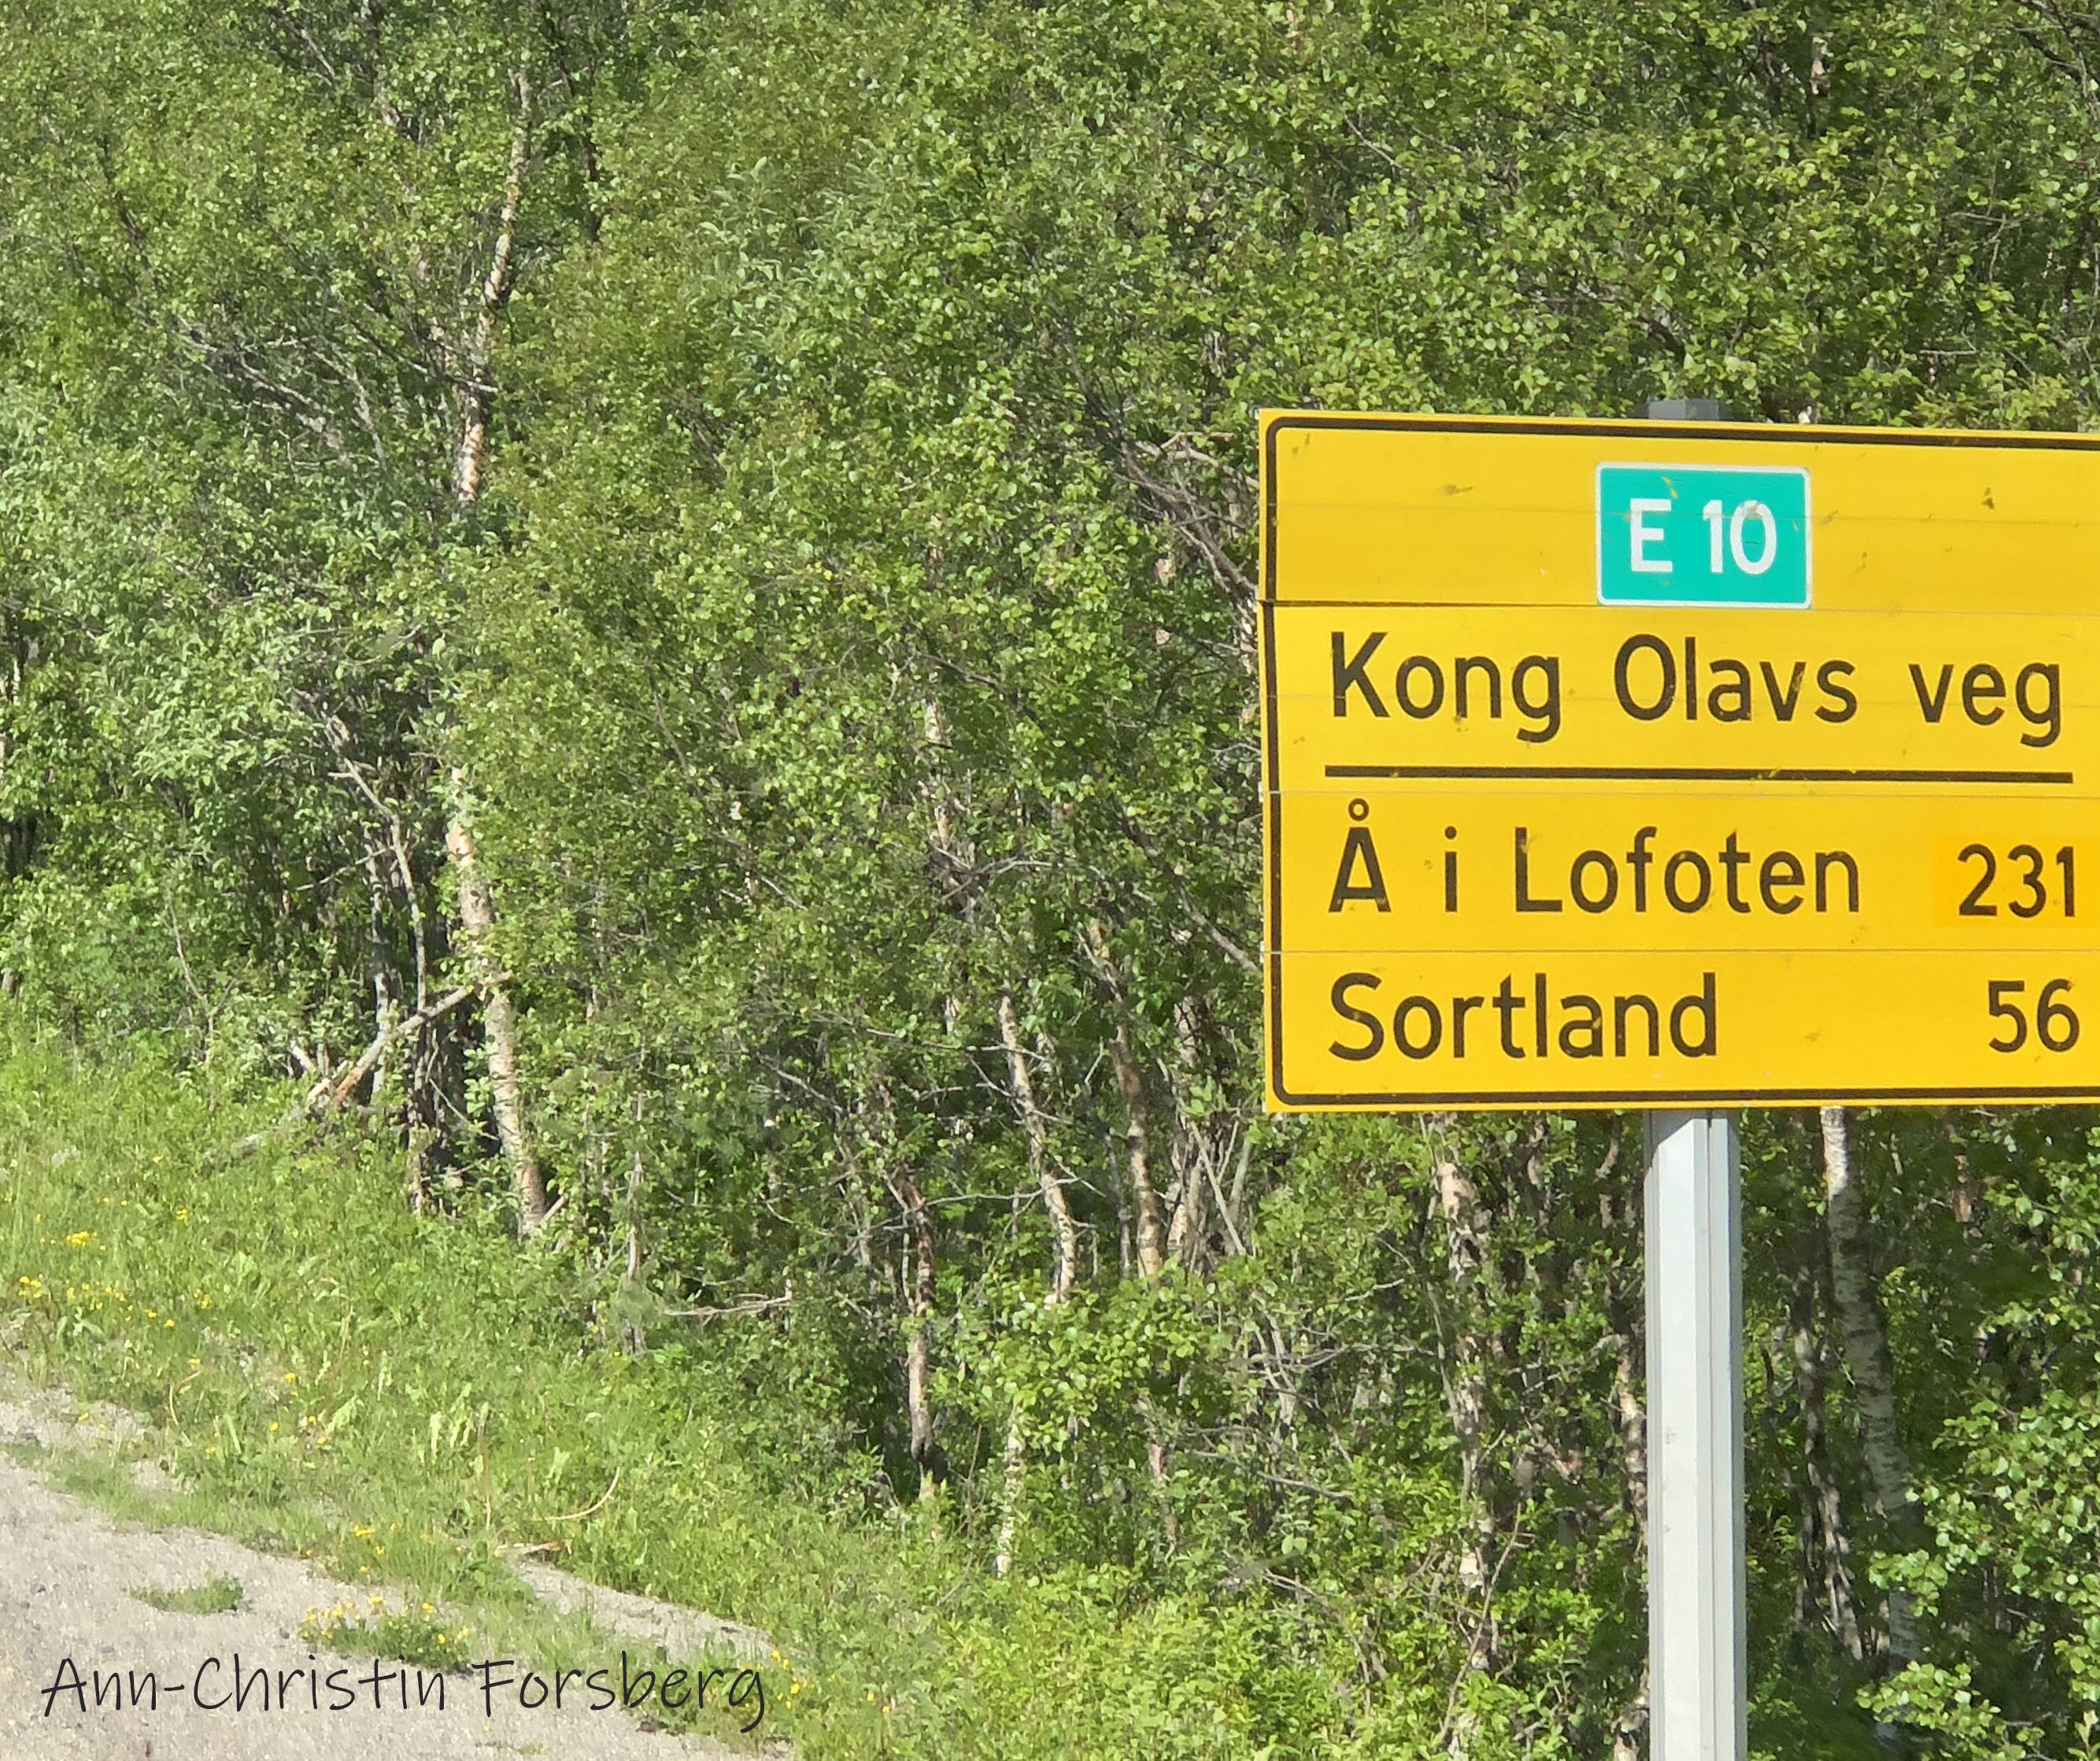 E 10
Kong Olavs veg
Å i Lofoten 231
Sortland 56
Ann-Christin Forsberg